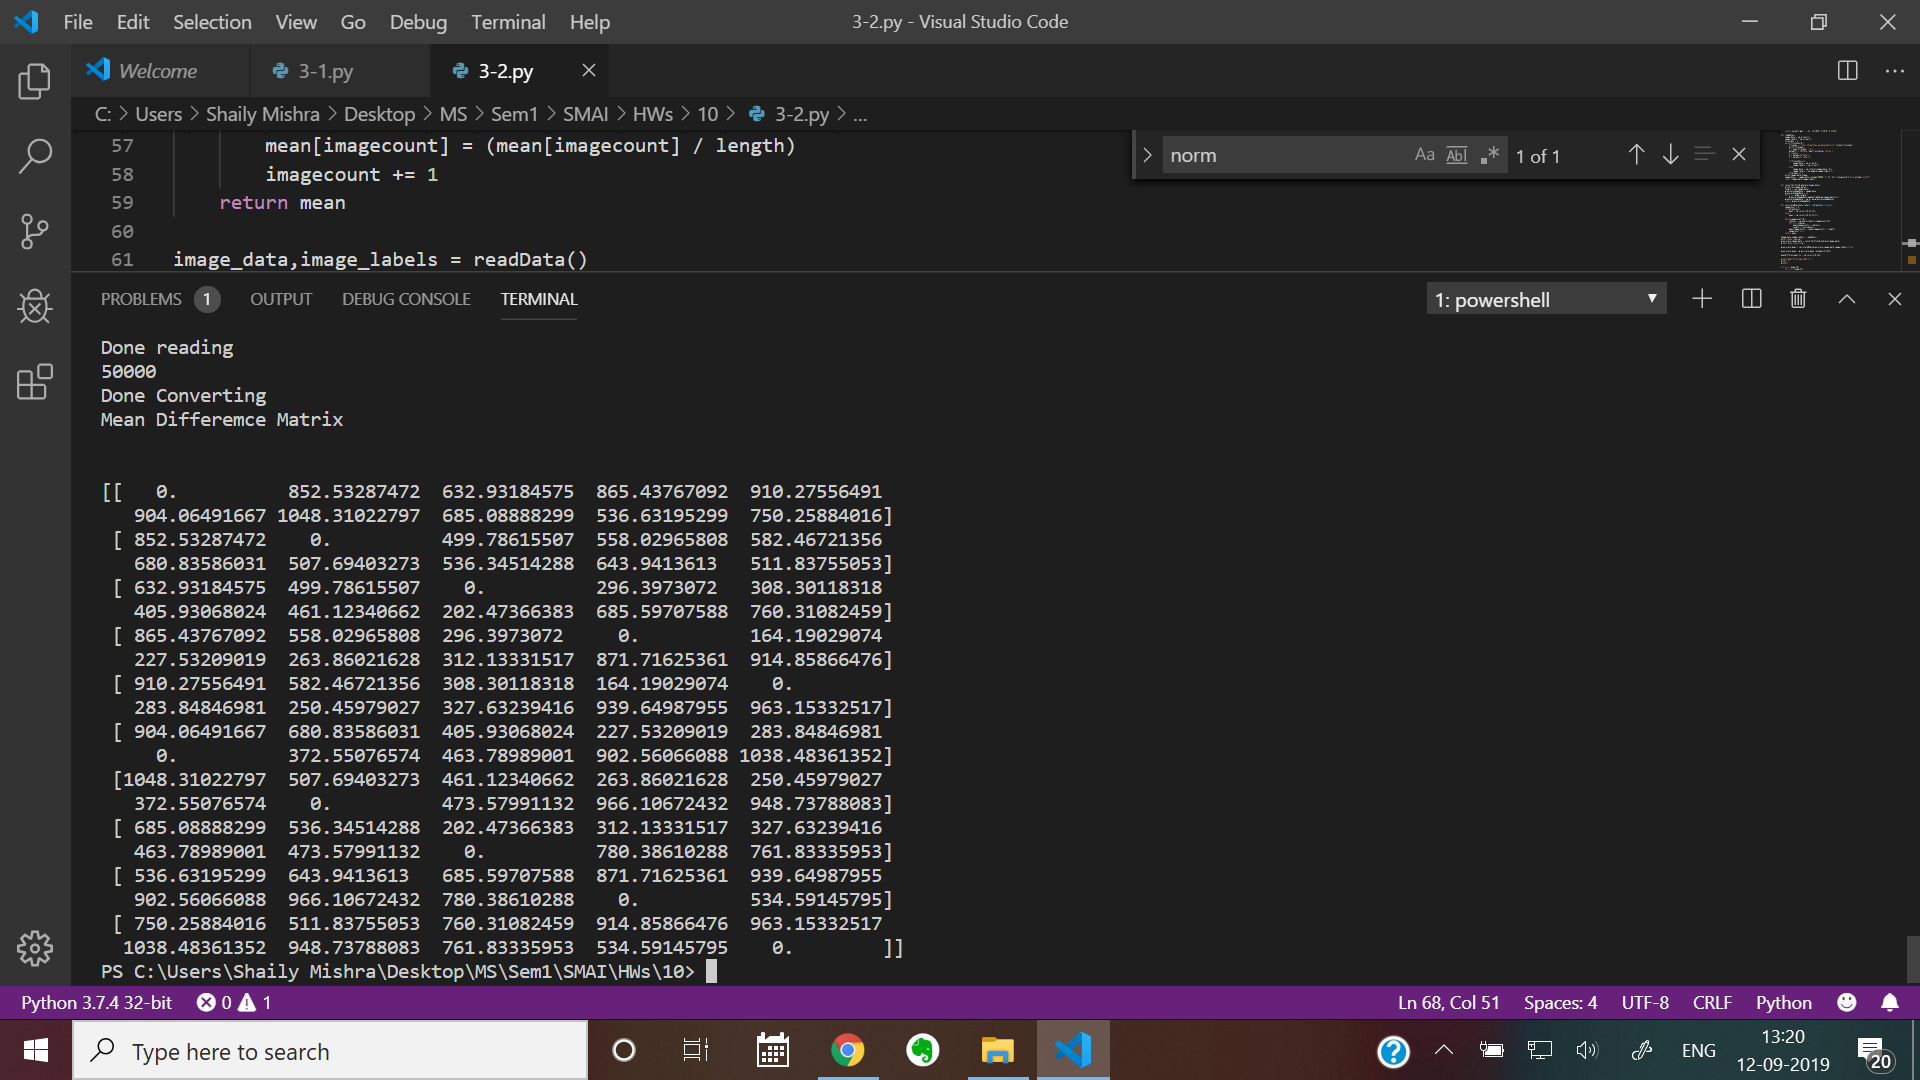 File Edit Selection View Go Debug Terminal Help
3-2.py - Visual Studio Code
Welcome 3-1.py 3-2.py
C: > Users > Shaily Mishra > Desktop > MS > Sem1 > SMAI > HWs > 10 > 3-2.py > ...
57 mean[imagecount] = (mean[imagecount] / length)
58 imagecount += 1
59 return mean
60
61 image_data,image_labels = readData()
norm Aa Abl .* 1 of 1
PROBLEMS 1 OUTPUT DEBUG CONSOLE TERMINAL
1: powershell
Done reading
50000
Done Converting
Mean Differemce Matrix
[[ 0. 852.53287472 632.93184575 865.43767092 910.27556491
904.06491667 1048.31022797 685.08888299 536.63195299 750.25884016]
[ 852.53287472 0. 499.78615507 558.02965808 582.46721356
680.83586031 507.69403273 536.34514288 643.9413613 511.83755053]
[ 632.93184575 499.78615507 0. 296.3973072 308.30118318
405.93068024 461.12340662 202.47366383 685.59707588 760.31082459]
[ 865.43767092 558.02965808 296.3973072 0. 164.19029074
227.53209019 263.86021628 312.13331517 871.71625361 914.85866476]
[ 910.27556491 582.46721356 308.30118318 164.19029074 0.
283.84846981 250.45979027 327.63239416 939.64987955 963.15332517]
[ 904.06491667 680.83586031 405.93068024 227.53209019 283.84846981
0. 372.55076574 463.78989001 902.56066088 1038.48361352]
[1048.31022797 507.69403273 461.12340662 263.86021628 250.45979027
372.55076574 0. 473.57991132 966.10672432 948.73788083]
[ 685.08888299 536.34514288 202.47366383 312.13331517 327.63239416
463.78989001 473.57991132 0. 780.38610288 761.83335953]
[ 536.63195299 643.9413613 685.59707588 871.71625361 939.64987955
902.56066088 966.10672432 780.38610288 0. 534.59145795]
[ 750.25884016 511.83755053 760.31082459 914.85866476 963.15332517
1038.48361352 948.73788083 761.83335953 534.59145795 0. ]]
PS C:\Users\Shaily Mishra\Desktop\MS\Sem1\SMAI\HWs\10>
Python 3.7.4 32-bit 0 1 Ln 68, Col 51 Spaces: 4 UTF-8 CRLF Python
Type here to search
ENG
13:20
12-09-2019
20